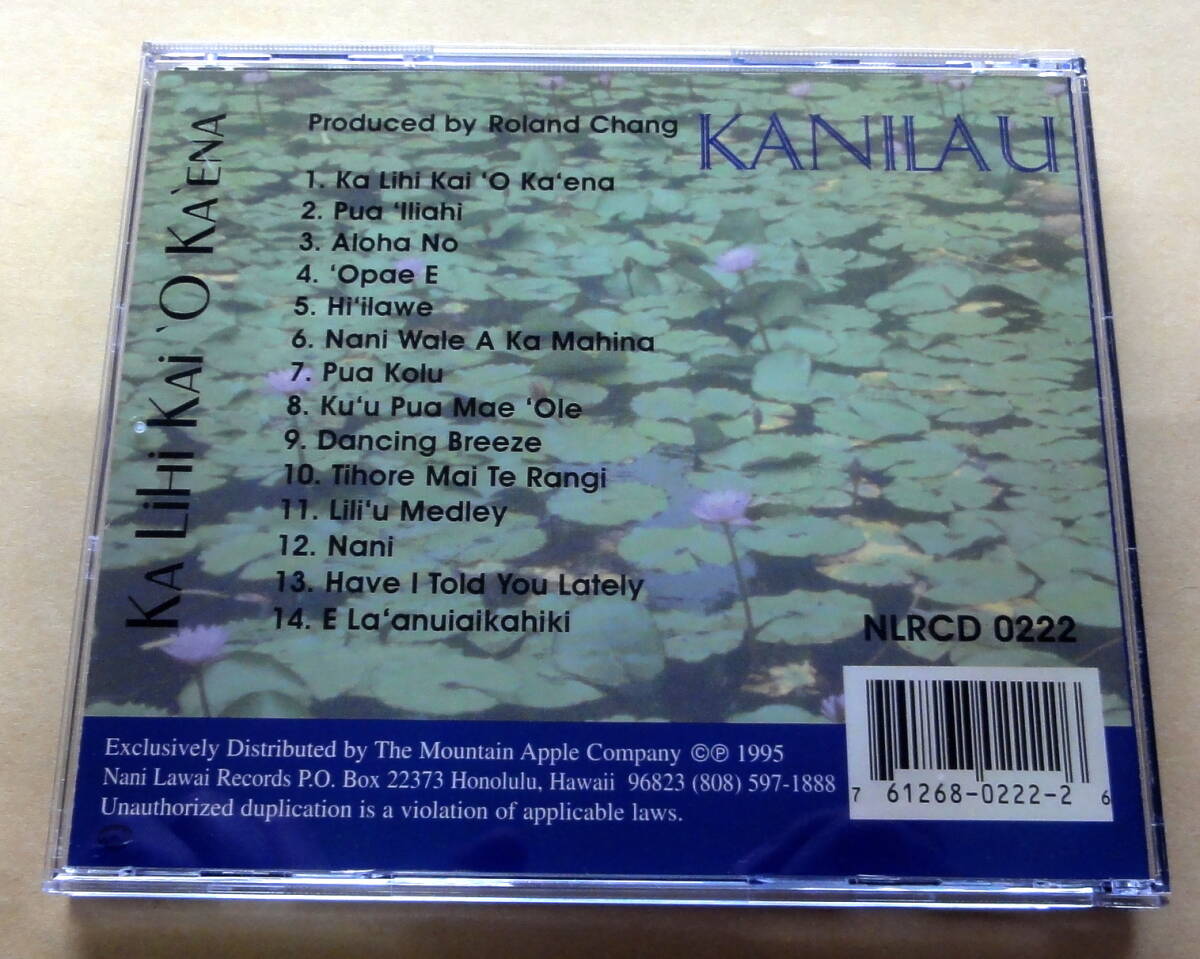 KA LIHI KAI `O KA`ENA
Produced by Roland Chang
KANILAU
1. Ka Lihi Kai ‘O Ka‘ena
2. Pua ‘Iliahi
3. Aloha No
4. ‘Opae E
5. Hi‘ilawe
6. Nani Wale A Ka Mahina
7. Pua Kolu
8. Ku‘u Pua Mae ‘Ole
9. Dancing Breeze
10. Tihore Mai Te Rangi
11. Lili‘u Medley
12. Nani
13. Have I Told You Lately
14. E La‘anuiaikahiki
NLRCD 0222
Exclusively Distributed by The Mountain Apple Company ©℗ 1995
Nani Lawai Records P.O. Box 22373 Honolulu, Hawaii 96823 (808) 597-1888
Unauthorized duplication is a violation of applicable laws.
7 61268-0222-2 6